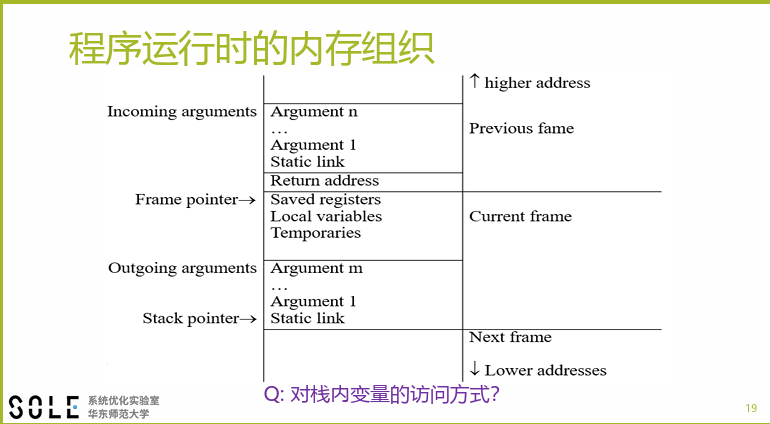 程序运行时的内存组织
↑ higher address
Incoming arguments
Argument n
…
Argument 1
Static link
Previous fame
Return address
Frame pointer→
Saved registers
Local variables
Temporaries
Current frame
Outgoing arguments
Argument m
…
Argument 1
Stack pointer→
Static link
Next frame
↓ Lower addresses
Q: 对栈内变量的访问方式?
SOLE
系统优化实验室
华东师范大学
19